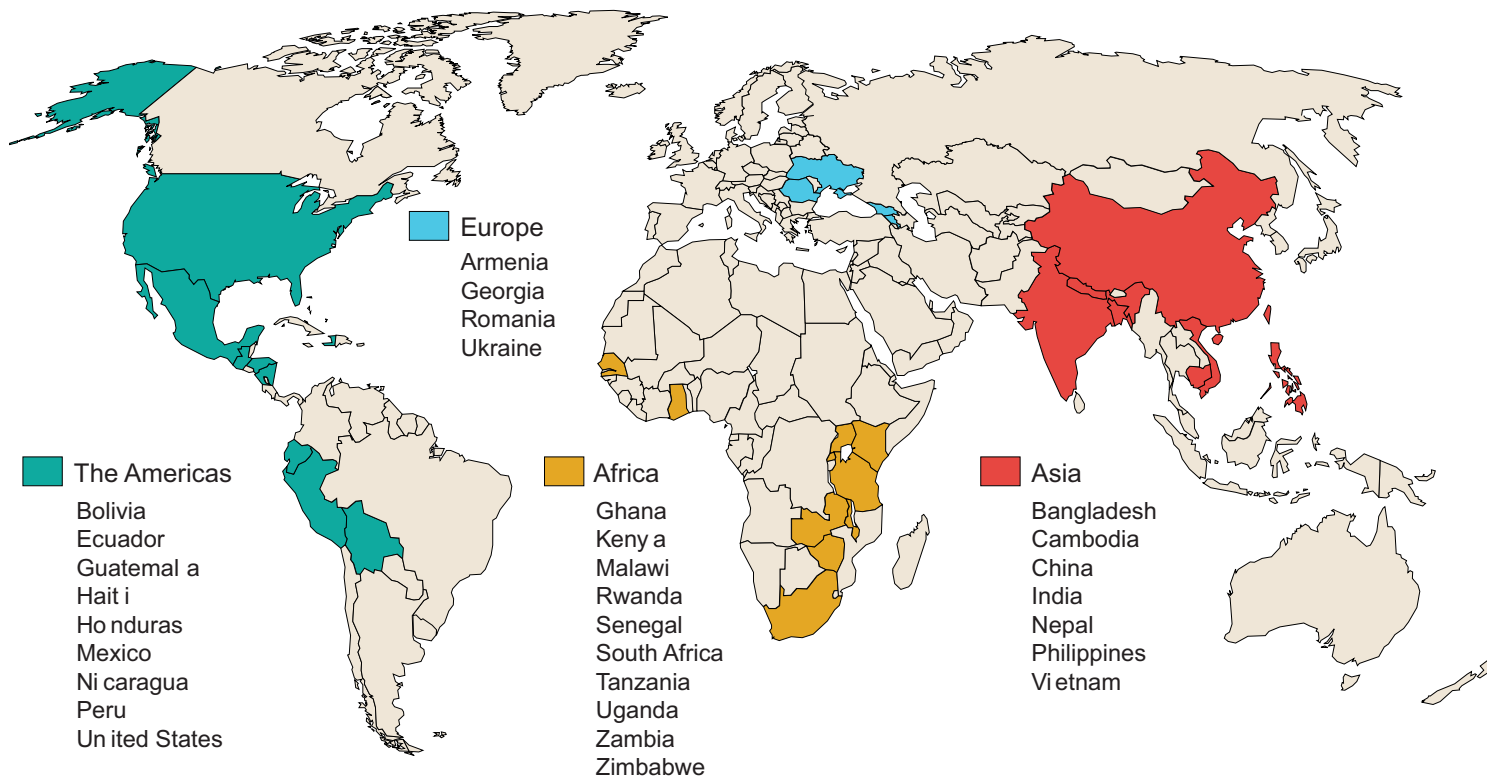 Europe
Armenia
Georgia
Romania
Ukraine
The Americas
Bolivia
Ecuador
Guatemal a
Hait i
Ho nduras
Mexico
Ni caragua
Peru
Un ited States
Africa
Ghana
Keny a
Malawi
Rwanda
Senegal
South Africa
Tanzania
Uganda
Zambia
Zimbabwe
Asia
Bangladesh
Cambodia
China
India
Nepal
Philippines
Vi etnam